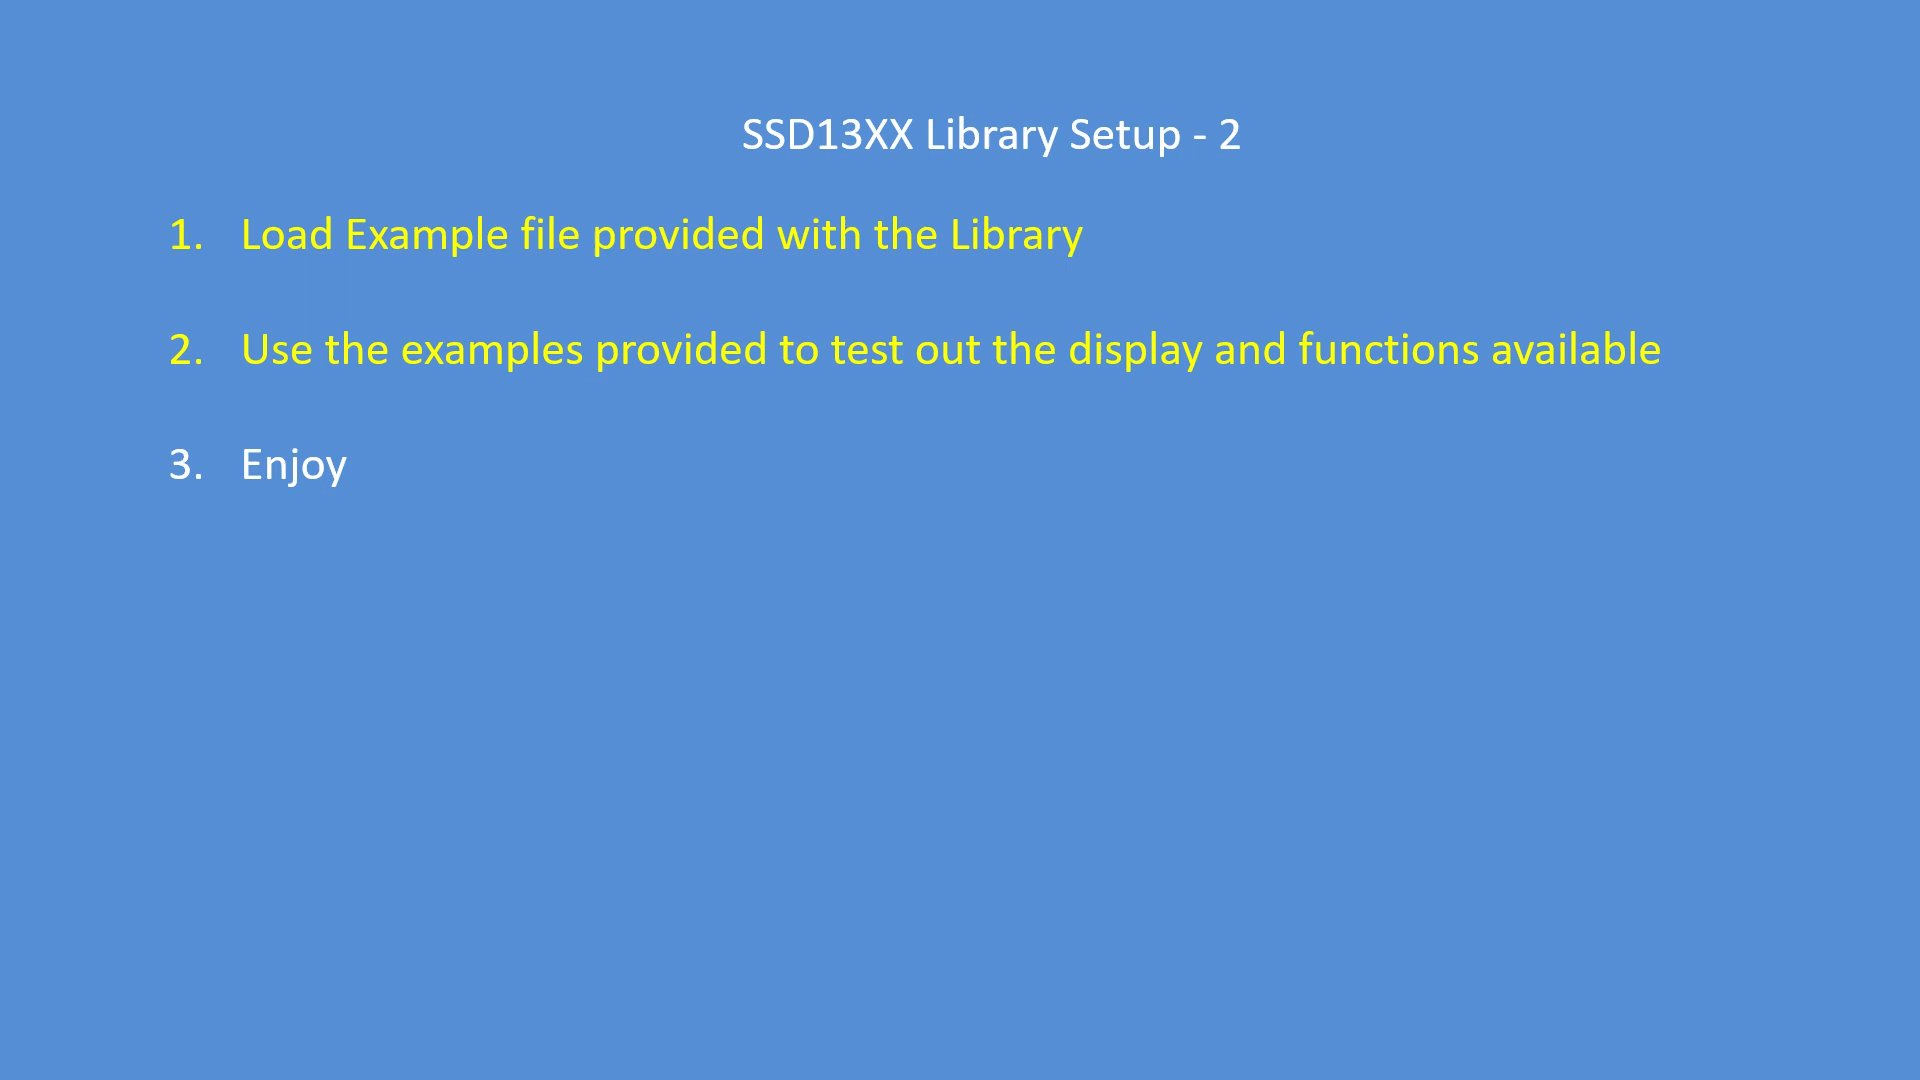 SSD13XX Library Setup - 2
1. Load Example file provided with the Library
2. Use the examples provided to test out the display and functions available
3. Enjoy